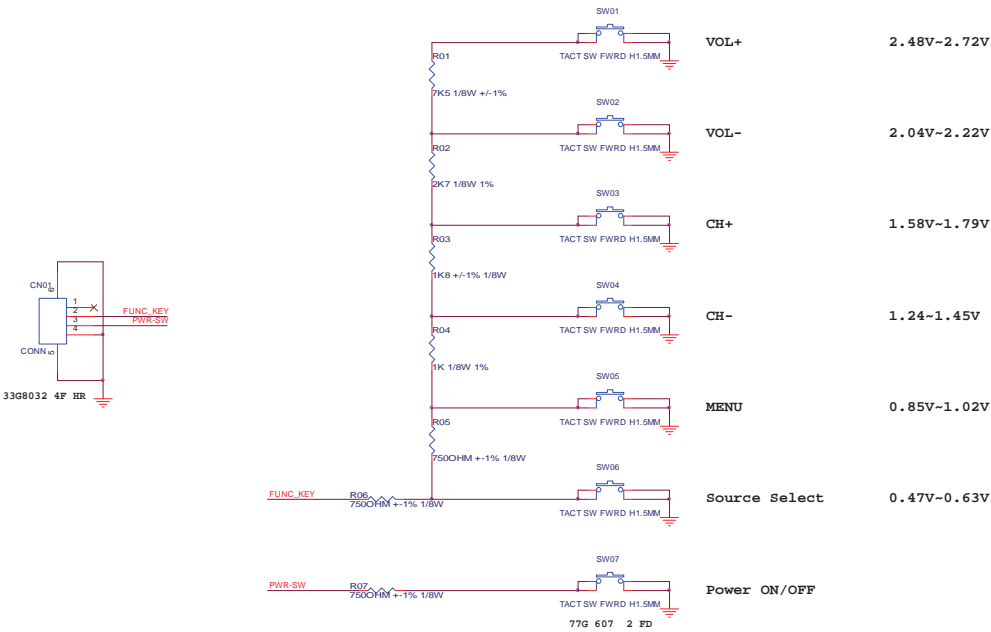 SW01
VOL+ 2.48V~2.72V
R01
TACT SW FWRD H1.5MM
7K5 1/8W +/-1%
SW02
VOL- 2.04V~2.22V
R02
TACT SW FWRD H1.5MM
2K7 1/8W 1%
SW03
CH+ 1.58V~1.79V
R03
TACT SW FWRD H1.5MM
1K8 +/-1% 1/8W
CN01
6
1
2
3
4
5
FUNC_KEY
PWR-SW
CONN
33G8032 4F HR
SW04
CH- 1.24~1.45V
R04
TACT SW FWRD H1.5MM
1K 1/8W 1%
SW05
MENU 0.85V~1.02V
R05
TACT SW FWRD H1.5MM
750OHM +-1% 1/8W
SW06
FUNC_KEY
R06
Source Select 0.47V~0.63V
750OHM +-1% 1/8W
TACT SW FWRD H1.5MM
SW07
PWR-SW
R07
Power ON/OFF
750OHM +-1% 1/8W
TACT SW FWRD H1.5MM
77G 607 2 FD